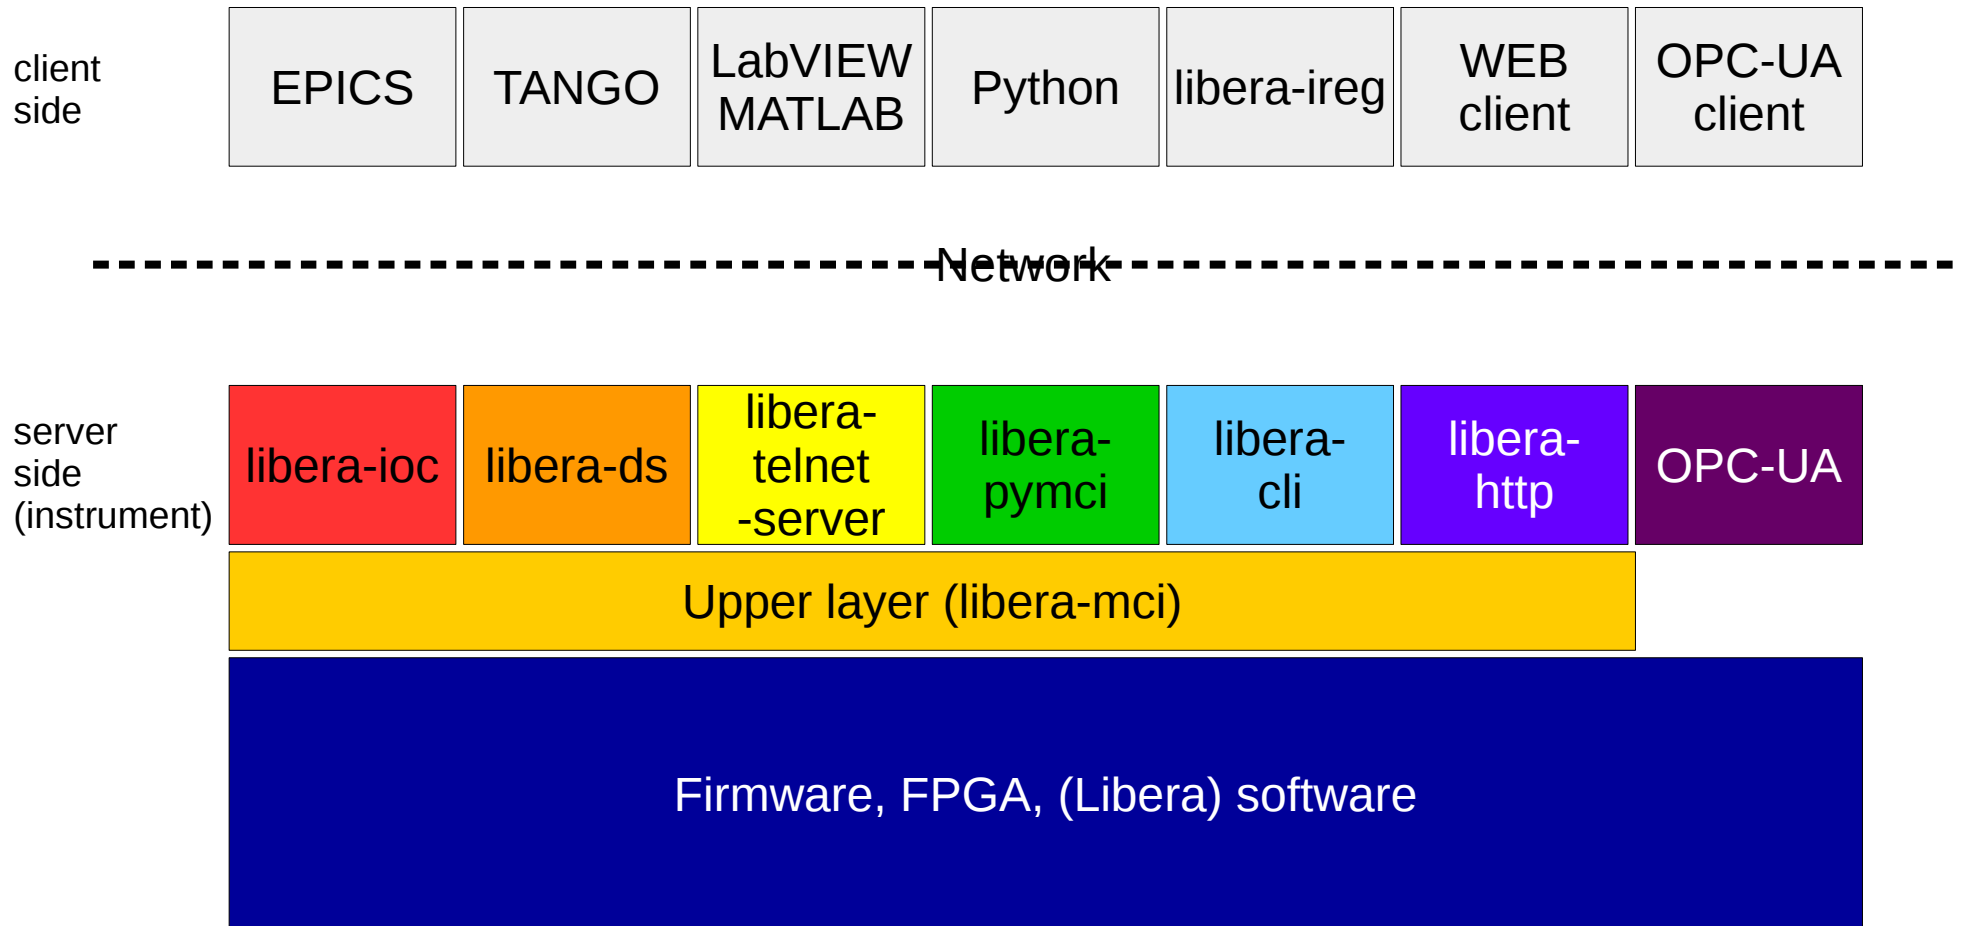 client
side
EPICS
TANGO
LabVIEW
MATLAB
Python
libera-ireg
WEB
client
OPC-UA
client
Network
server
side
(instrument)
libera-ioc
libera-ds
libera-
telnet
-server
libera-
pymci
libera-
cli
libera-
http
OPC-UA
Upper layer (libera-mci)
Firmware, FPGA, (Libera) software